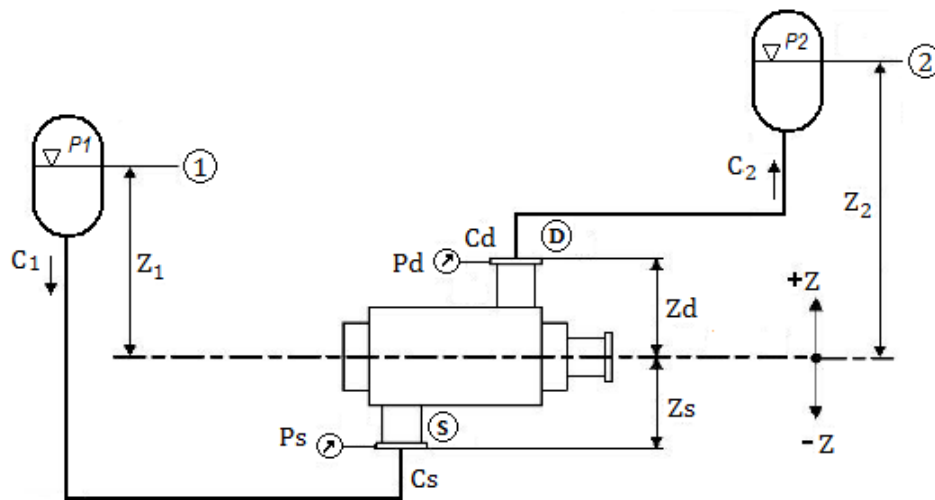 P2
2
P1
1
C₂
Z₂
C₁
Z₁
Cd
D
Pd
Zd
+Z
Zs
Ps
S
-Z
Cs